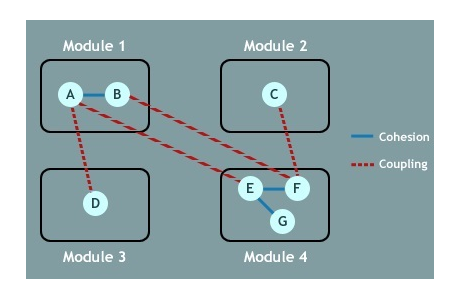 Module 1
Module 2
A
B
C
Cohesion
Coupling
D
E
F
G
Module 3
Module 4